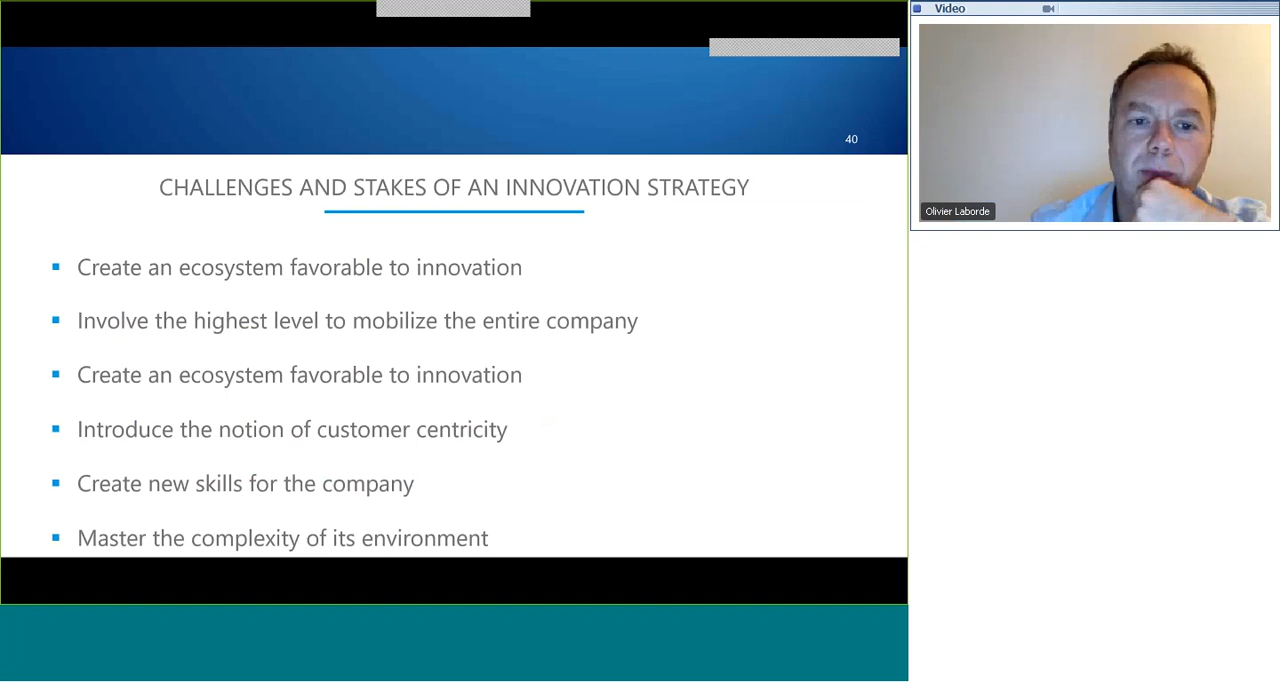 Video
40
CHALLENGES AND STAKES OF AN INNOVATION STRATEGY
Create an ecosystem favorable to innovation
Involve the highest level to mobilize the entire company
Create an ecosystem favorable to innovation
Introduce the notion of customer centricity
Create new skills for the company
Master the complexity of its environment
Olivier Laborde